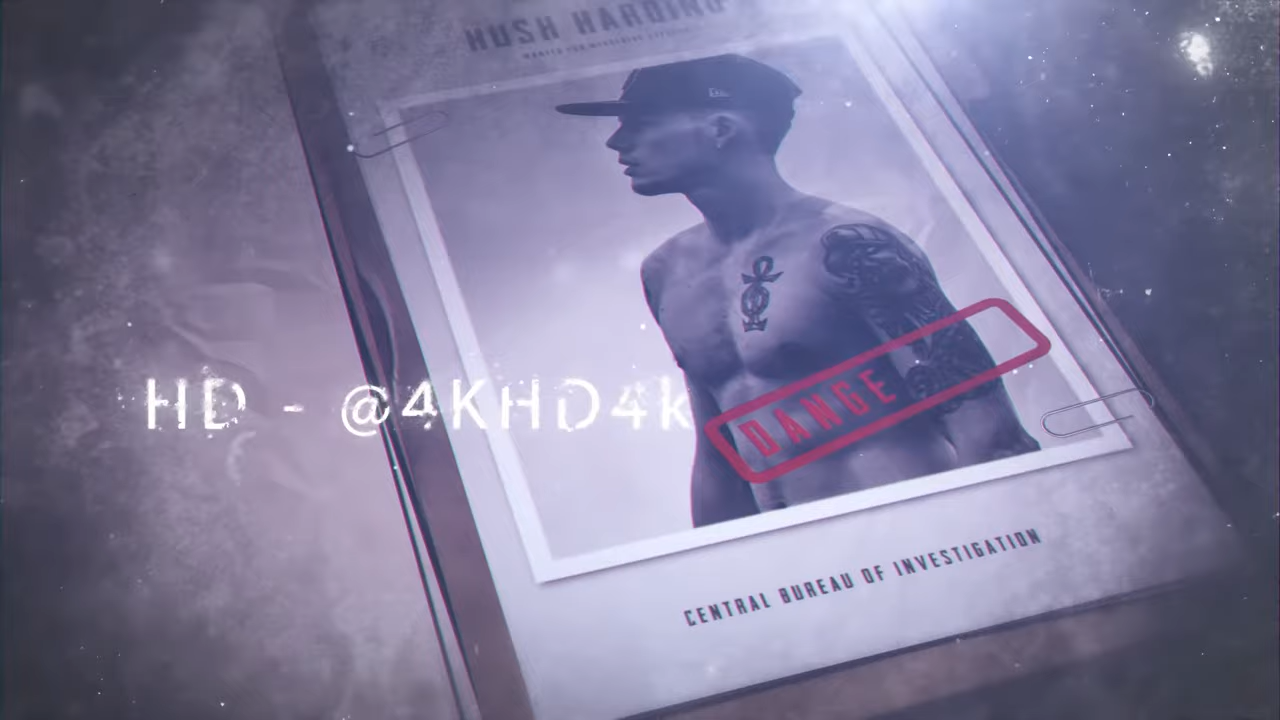 HUSH HARDING
HD - @4KHD4k
DANGE
CENTRAL BUREAU OF INVESTIGATION